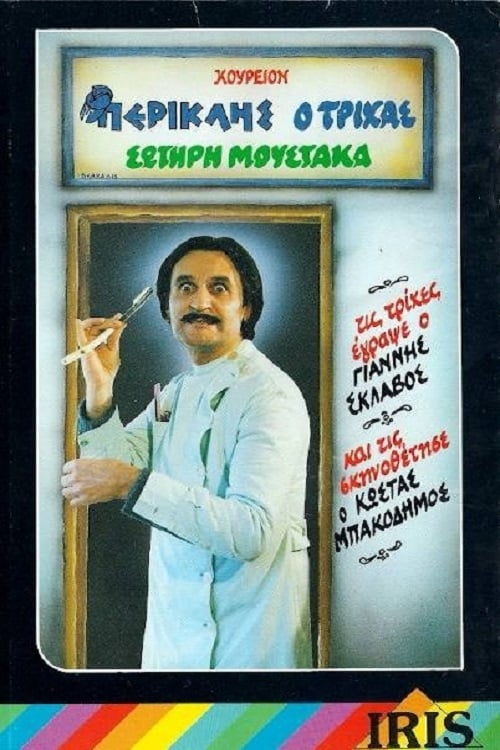 ΚΟΥΡΕΙΟΝ
ΠΕΡΙΚΛΗΣ Ο ΤΡΙΧΑΣ
ΣΩΤΗΡΗ ΜΟΥΣΤΑΚΑ
τις τρίχες
έγραψε ο
ΓΙΑΝΝΗΣ
ΣΚΛΑΒΟΣ
και τις
σκηνοθέτησε
ο ΚΩΣΤΑΣ
ΜΠΑΚΟΔΗΜΟΣ
IRIS